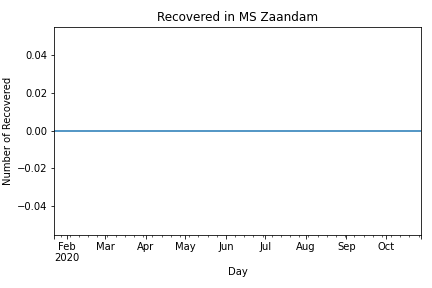 Recovered in MS Zaandam
Number of Recovered
0.04
0.02
0.00
−0.02
−0.04
Feb Mar Apr May Jun Jul Aug Sep Oct
2020
Day